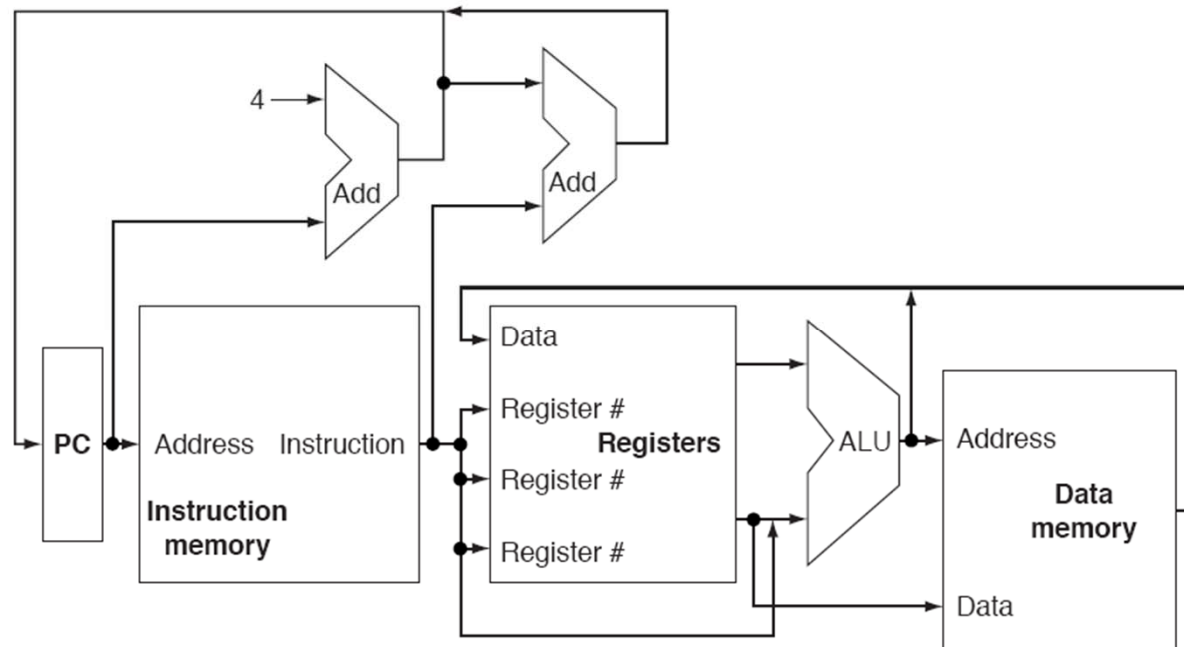 4
Add
Add
Data
Register #
Registers
Register #
Register #
PC
Address
Instruction
Instruction
memory
ALU
Address
Data
memory
Data